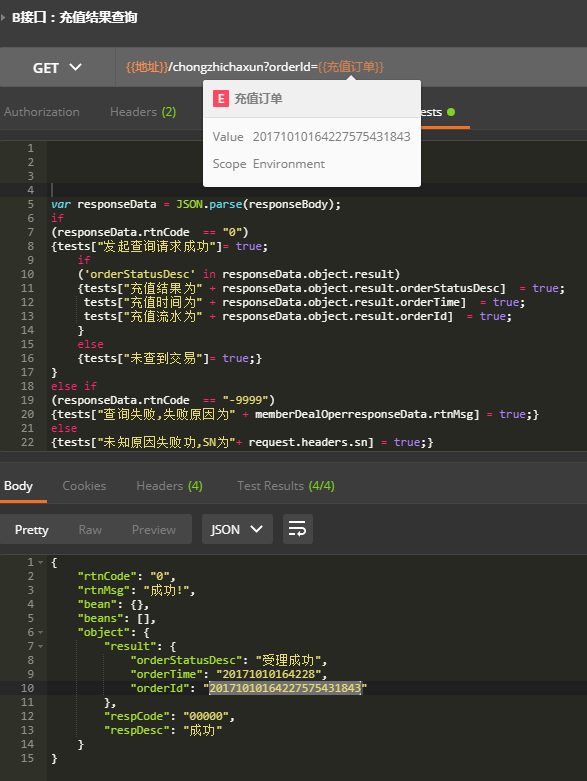 B接口：充值结果查询
GET {{地址}}/chongzhichaxun?orderId={{充值订单}}
E 充值订单
Value 20171010164227575431843
Scope Environment
Authorization Headers (2) ests
1
2
3
4
5 var responseData = JSON.parse(responseBody);
6 if
7 (responseData.rtnCode == "0")
8 {tests["发起查询请求成功"]= true;
9 if
10 ('orderStatusDesc' in responseData.object.result)
11 {tests["充值结果为" + responseData.object.result.orderStatusDesc] = true;
12 tests["充值时间为" + responseData.object.result.orderTime] = true;
13 tests["充值流水为" + responseData.object.result.orderId] = true;
14 }
15 else
16 {tests["未查到交易"]= true;}
17 }
18 else if
19 (responseData.rtnCode == "-9999")
20 {tests["查询失败,失败原因为" + memberDealOperresponseData.rtnMsg] = true;}
21 else
22 {tests["未知原因失败功,SN为"+ request.headers.sn] = true;}
Body Cookies Headers (4) Test Results (4/4)
Pretty Raw Preview JSON
1 {
2 "rtnCode": "0",
3 "rtnMsg": "成功!",
4 "bean": {},
5 "beans": [],
6 "object": {
7 "result": {
8 "orderStatusDesc": "受理成功",
9 "orderTime": "20171010164228",
10 "orderId": "20171010164227575431843"
11 },
12 "respCode": "00000",
13 "respDesc": "成功"
14 }
15 }